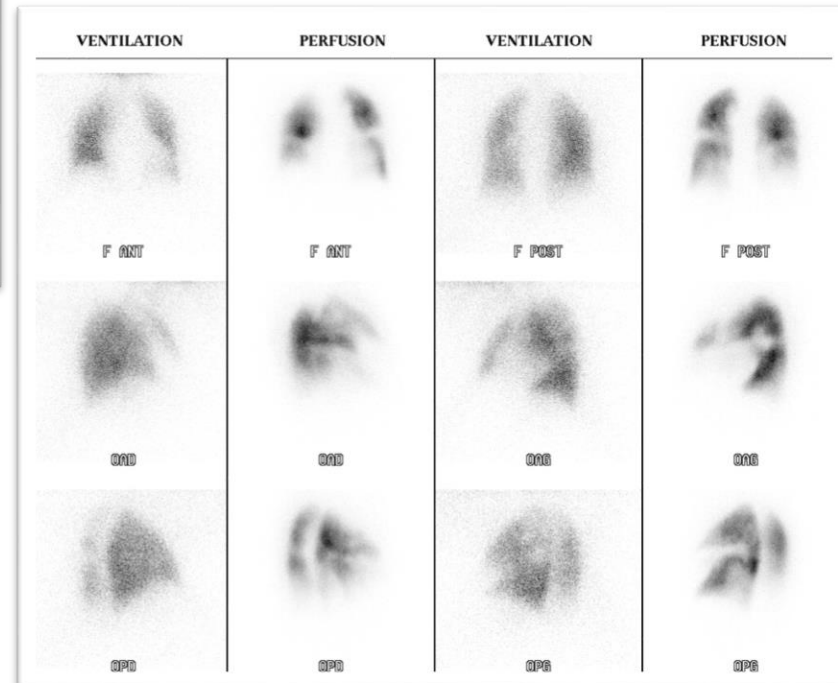 VENTILATION PERFUSION VENTILATION PERFUSION
F ANT F ANT F POST F POST
OAD OAD OAG OAG
OPD OPD OPG OPG